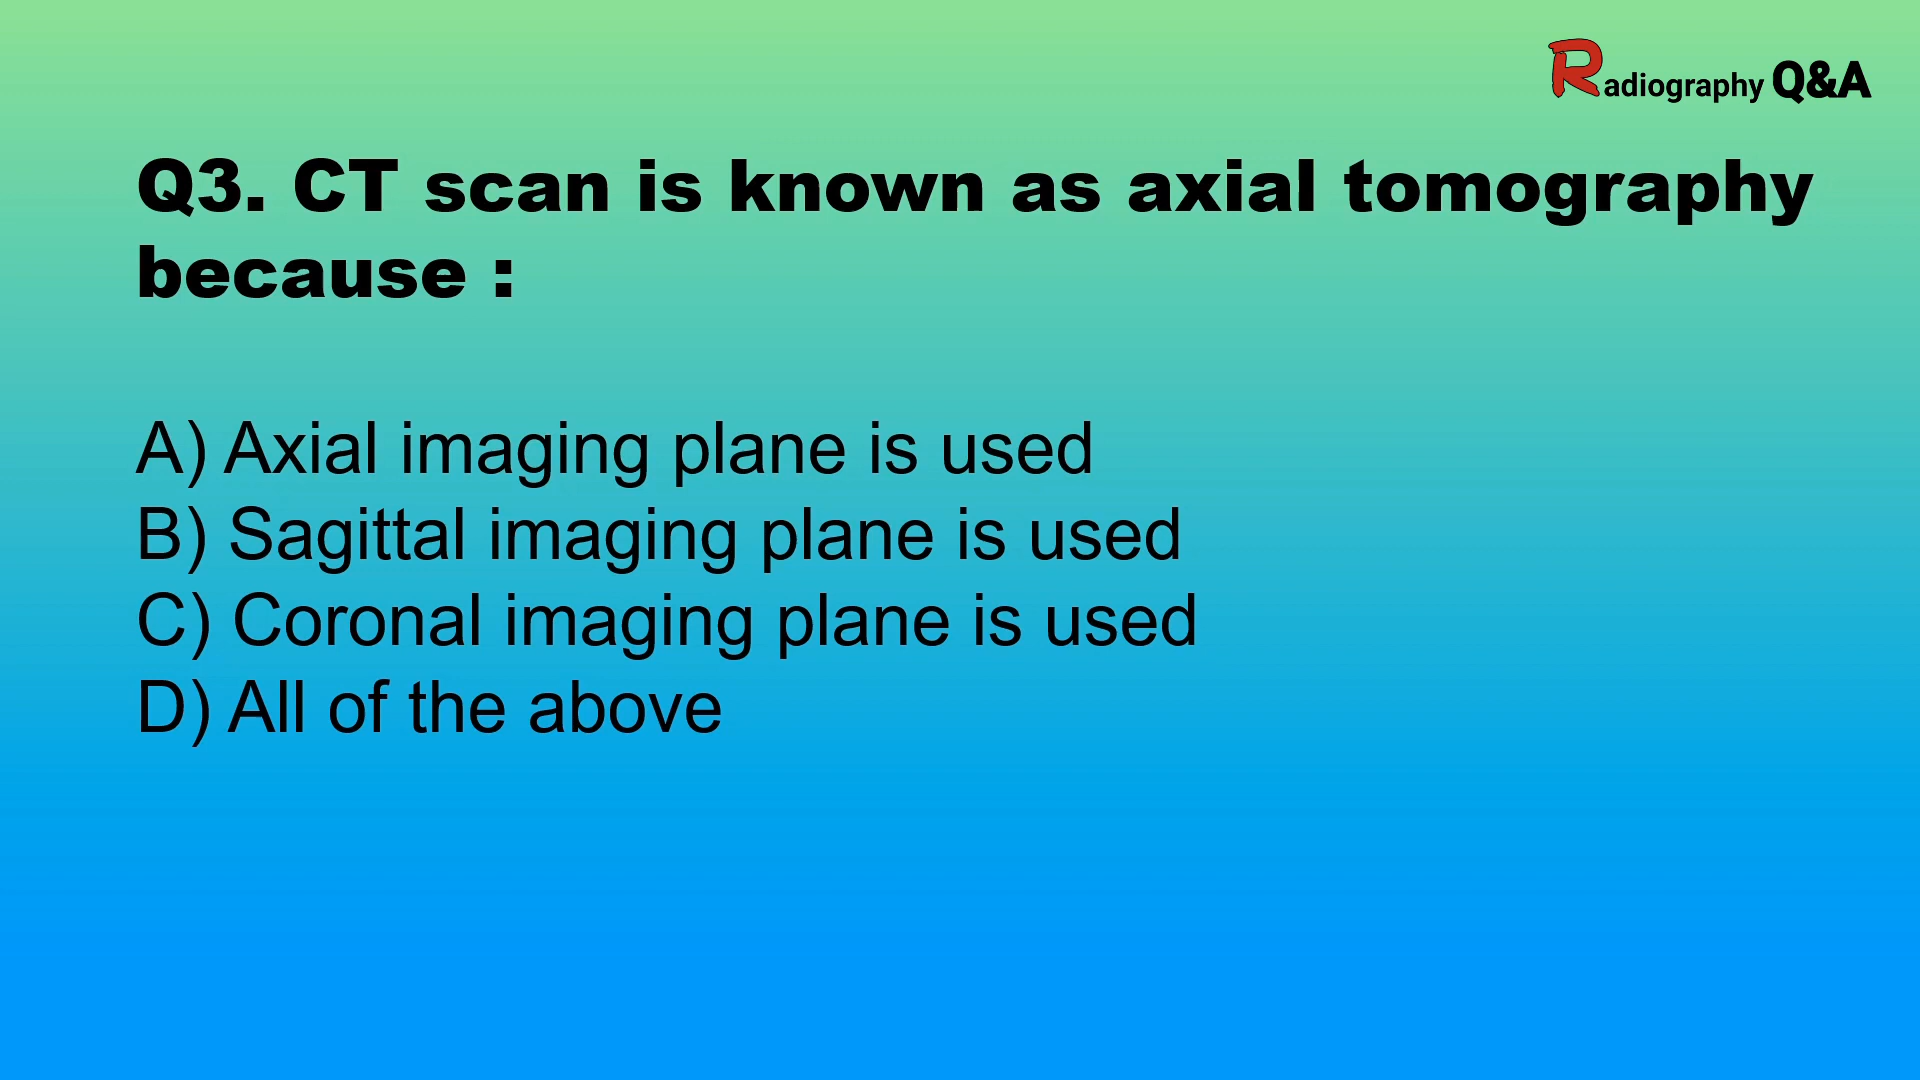 Radiography Q&A
Q3. CT scan is known as axial tomography
because :
A) Axial imaging plane is used
B) Sagittal imaging plane is used
C) Coronal imaging plane is used
D) All of the above